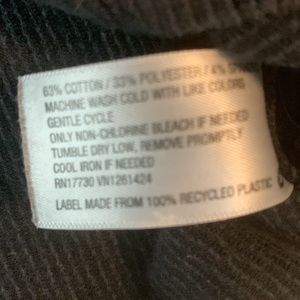 63% COTTON / 33% POLYESTER / 4%
MACHINE WASH COLD WITH LIKE COLORS
GENTLE CYCLE
ONLY NON-CHLORINE BLEACH IF NEEDED
TUMBLE DRY LOW, REMOVE PROMPTLY
COOL IRON IF NEEDED
RN17730 VN1261424
LABEL MADE FROM 100% RECYCLED PLASTIC